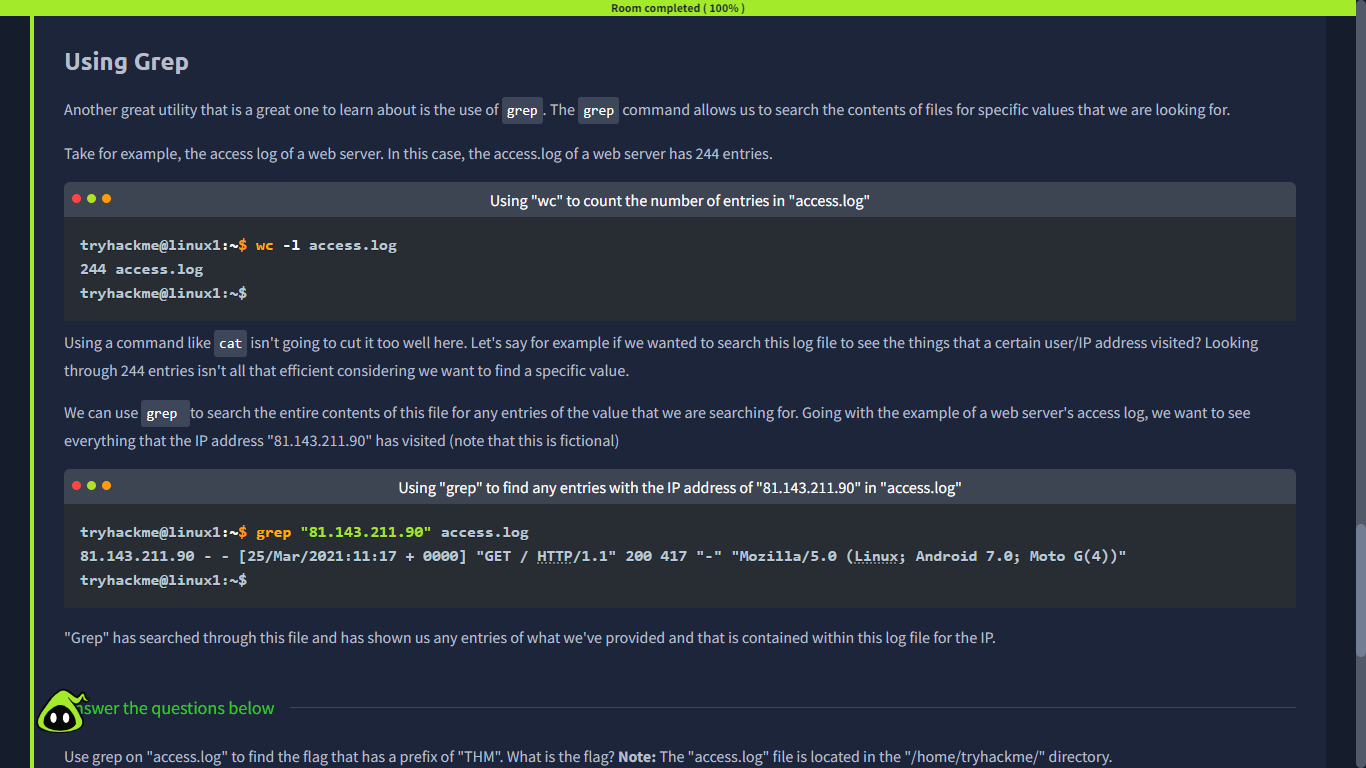 Room completed ( 100% )
Using Grep
Another great utility that is a great one to learn about is the use of grep . The grep command allows us to search the contents of files for specific values that we are looking for.
Take for example, the access log of a web server. In this case, the access.log of a web server has 244 entries.
Using "wc" to count the number of entries in "access.log"
tryhackme@linux1:~$ wc -l access.log
244 access.log
tryhackme@linux1:~$
Using a command like cat isn't going to cut it too well here. Let's say for example if we wanted to search this log file to see the things that a certain user/IP address visited? Looking
through 244 entries isn't all that efficient considering we want to find a specific value.
We can use grep to search the entire contents of this file for any entries of the value that we are searching for. Going with the example of a web server's access log, we want to see
everything that the IP address "81.143.211.90" has visited (note that this is fictional)
Using "grep" to find any entries with the IP address of "81.143.211.90" in "access.log"
tryhackme@linux1:~$ grep "81.143.211.90" access.log
81.143.211.90 - - [25/Mar/2021:11:17 + 0000] "GET / HTTP/1.1" 200 417 "-" "Mozilla/5.0 (Linux; Android 7.0; Moto G(4))"
tryhackme@linux1:~$
"Grep" has searched through this file and has shown us any entries of what we've provided and that is contained within this log file for the IP.
nswer the questions below
Use grep on "access.log" to find the flag that has a prefix of "THM". What is the flag? Note: The "access.log" file is located in the "/home/tryhackme/" directory.